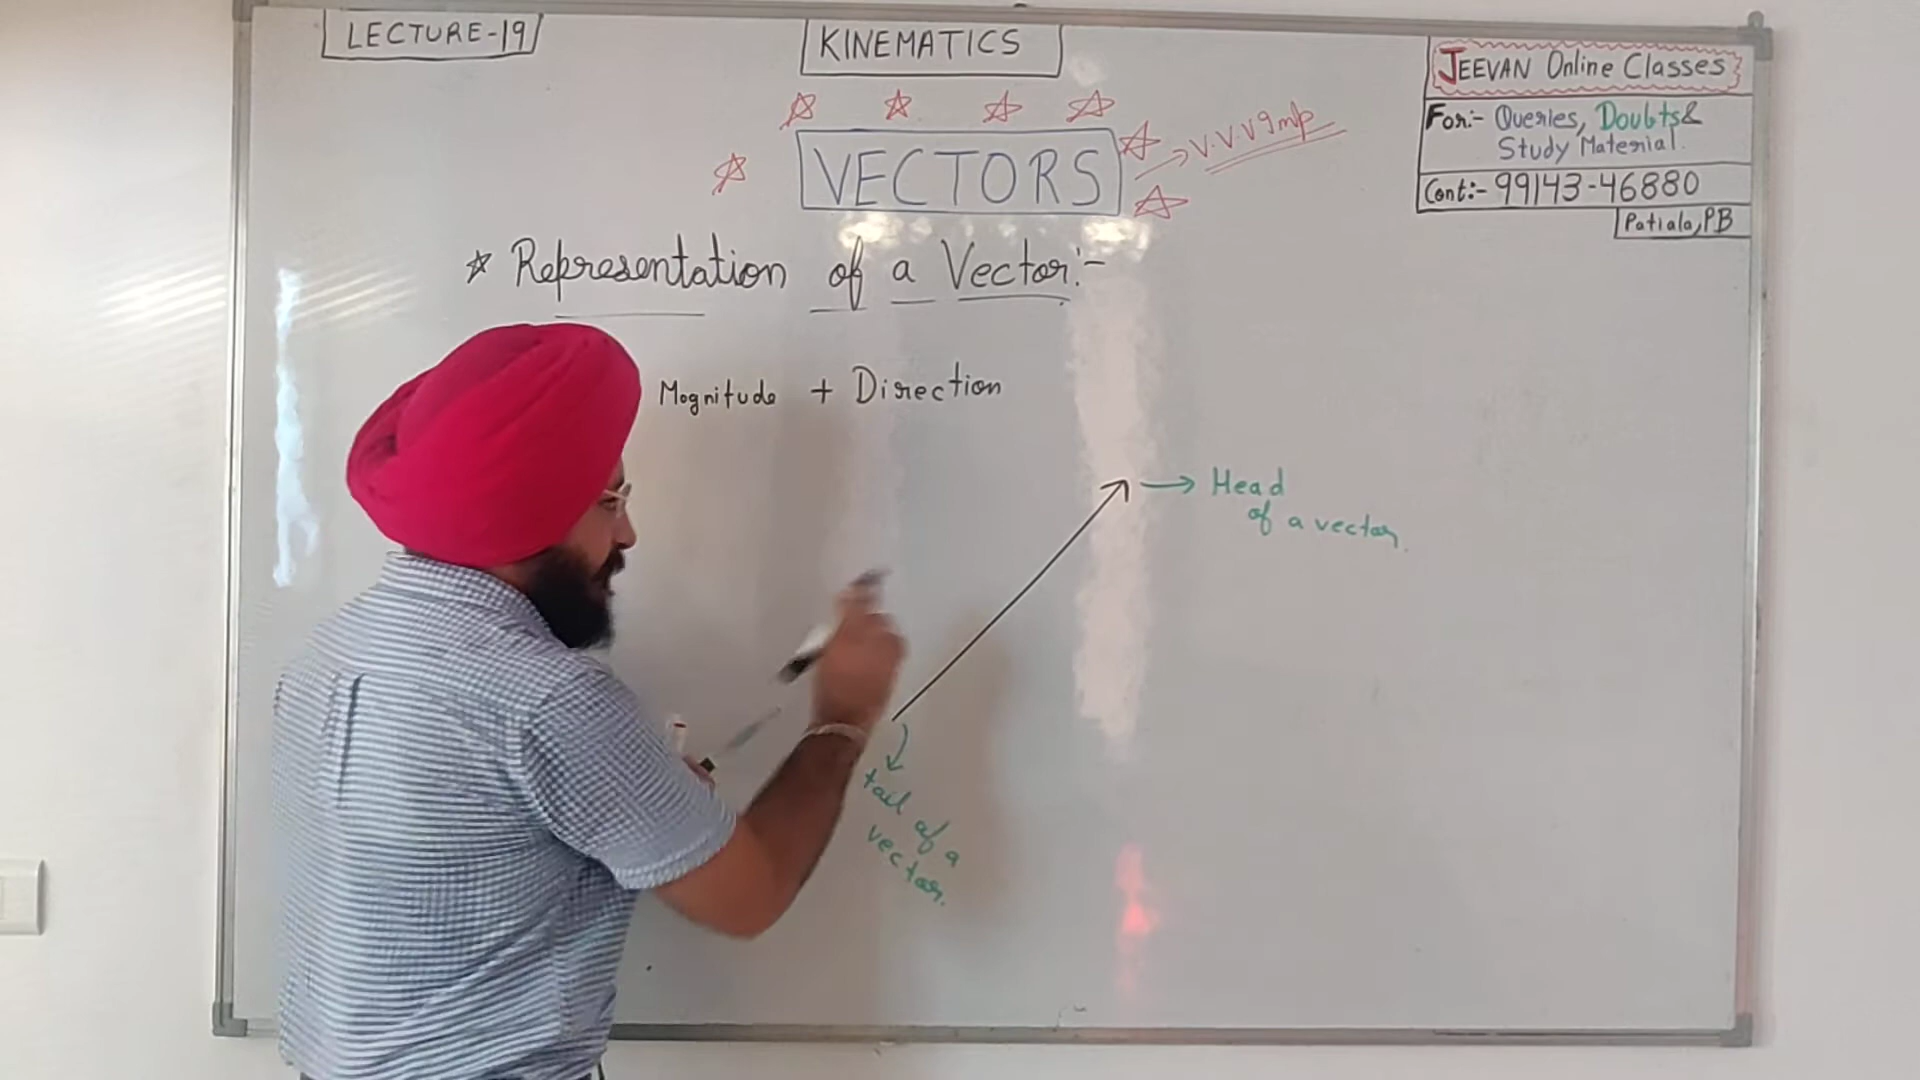 LECTURE-19
KINEMATICS
JEEVAN Online Classes
For:- Queries, Doubts &
Study Material.
Cont:- 99143-46880
Patiala, PB
VECTORS
→ V.V.V Imp
☆ Representation of a Vector:-
Magnitude + Direction
→ Head
of a vector.
tail of a
vector.